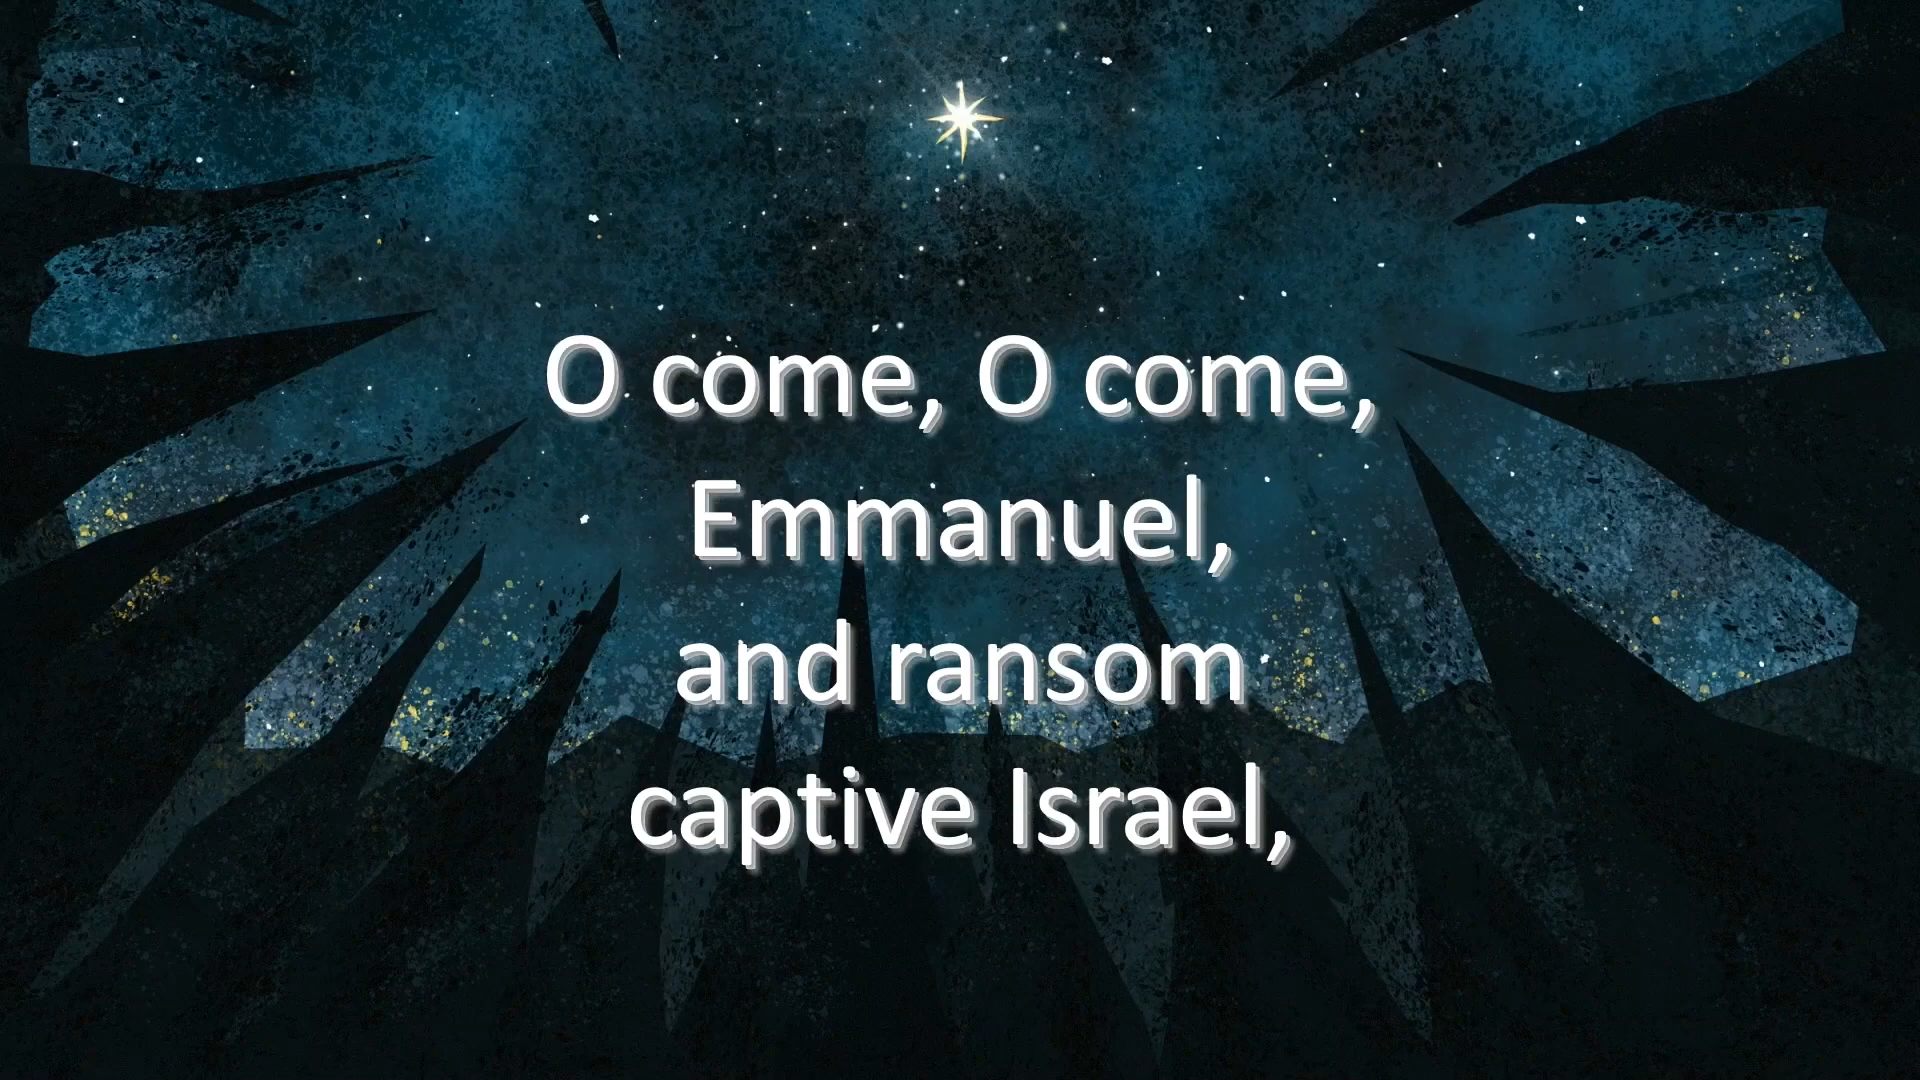 O come, O come,
Emmanuel,
and ransom
captive Israel,